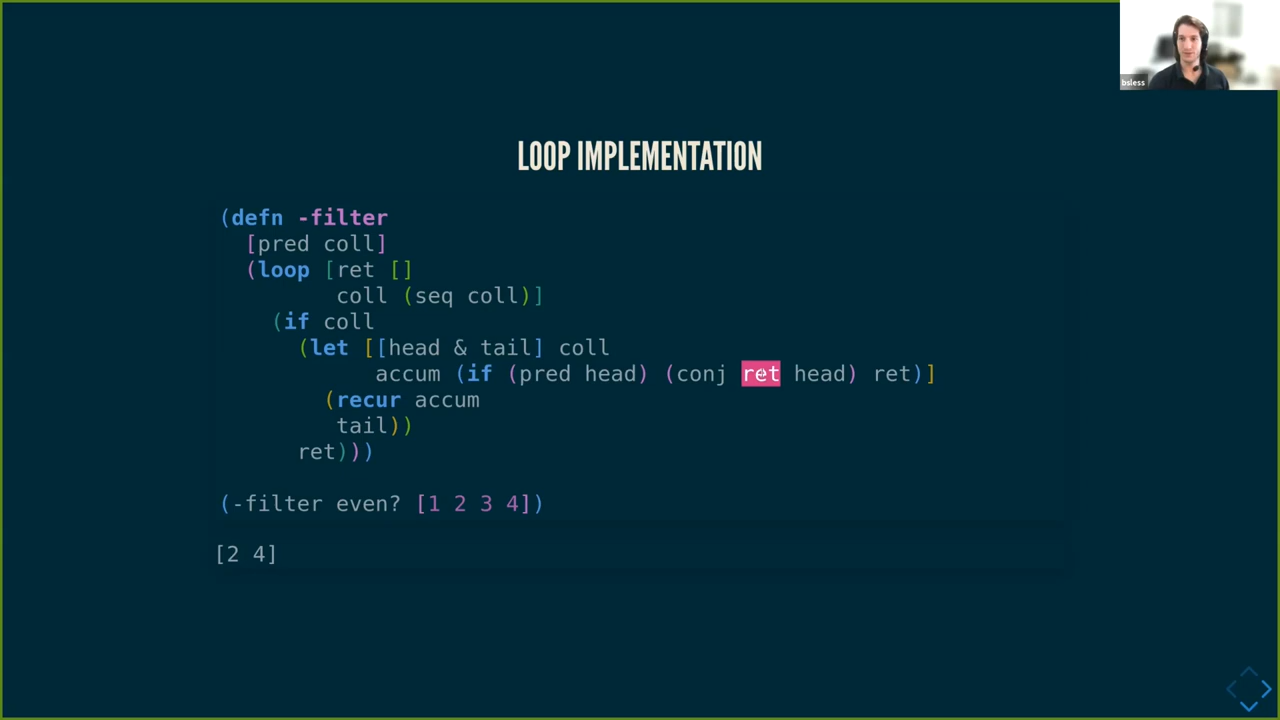 bsless
LOOP IMPLEMENTATION
(defn -filter
[pred coll]
(loop [ret []
coll (seq coll)]
(if coll
(let [[head & tail] coll
accum (if (pred head) (conj ret head) ret)]
(recur accum
tail))
ret)))
(-filter even? [1 2 3 4])
[2 4]